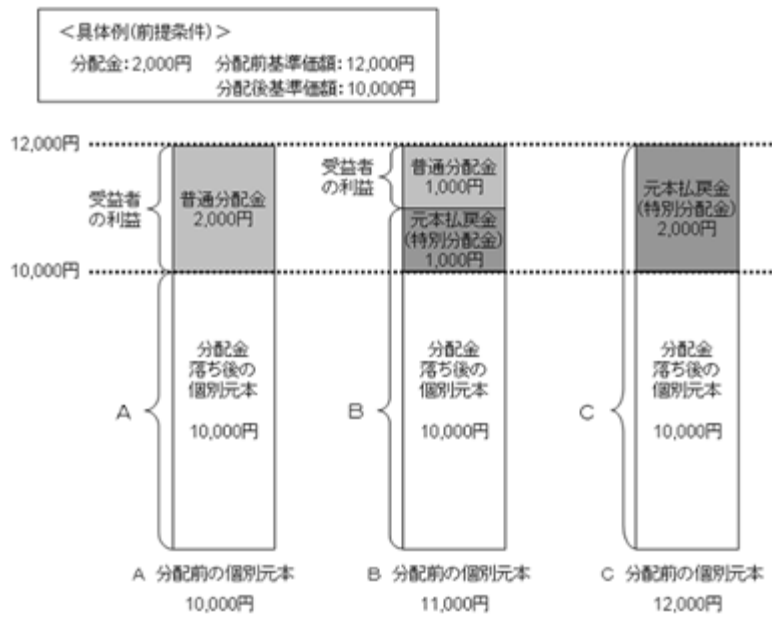 ＜具体例(前提条件)＞
分配金：2,000円　分配前基準価額：12,000円
分配後基準価額：10,000円
12,000円
受益者
の利益
普通分配金
2,000円
10,000円
A
分配金
落ち後の
個別元本
10,000円
A 分配前の個別元本
10,000円
受益者
の利益
普通分配金
1,000円
元本払戻金
(特別分配金)
1,000円
B
分配金
落ち後の
個別元本
10,000円
B 分配前の個別元本
11,000円
元本払戻金
(特別分配金)
2,000円
C
分配金
落ち後の
個別元本
10,000円
C 分配前の個別元本
12,000円